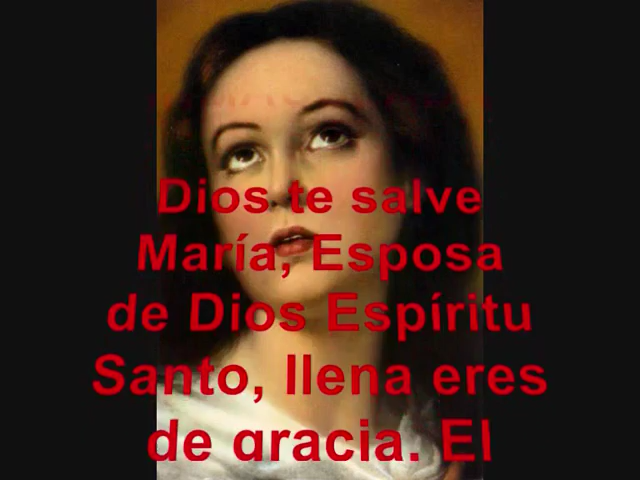 Dios te salve
María, Esposa
de Dios Espíritu
Santo, llena eres
de gracia. El